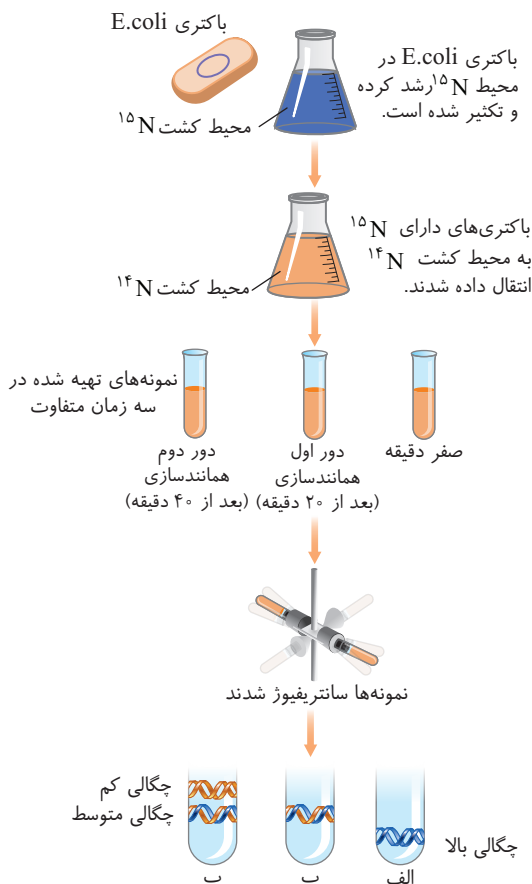 باکتری E.coli
باکتری E.coli در
محیط ۱۵N رشد کرده
و تکثیر شده است.
محیط کشت ۱۵N
باکتری‌های دارای ۱۵N
به محیط کشت ۱۴N
انتقال داده شدند.
محیط کشت ۱۴N
نمونه‌های تهیه شده در
سه زمان متفاوت
صفر دقیقه
دور اول
همانندسازی
(بعد از ۲۰ دقیقه)
دور دوم
همانندسازی
(بعد از ۴۰ دقیقه)
نمونه‌ها سانتریفیوژ شدند
چگالی کم
چگالی متوسط
چگالی بالا
الف